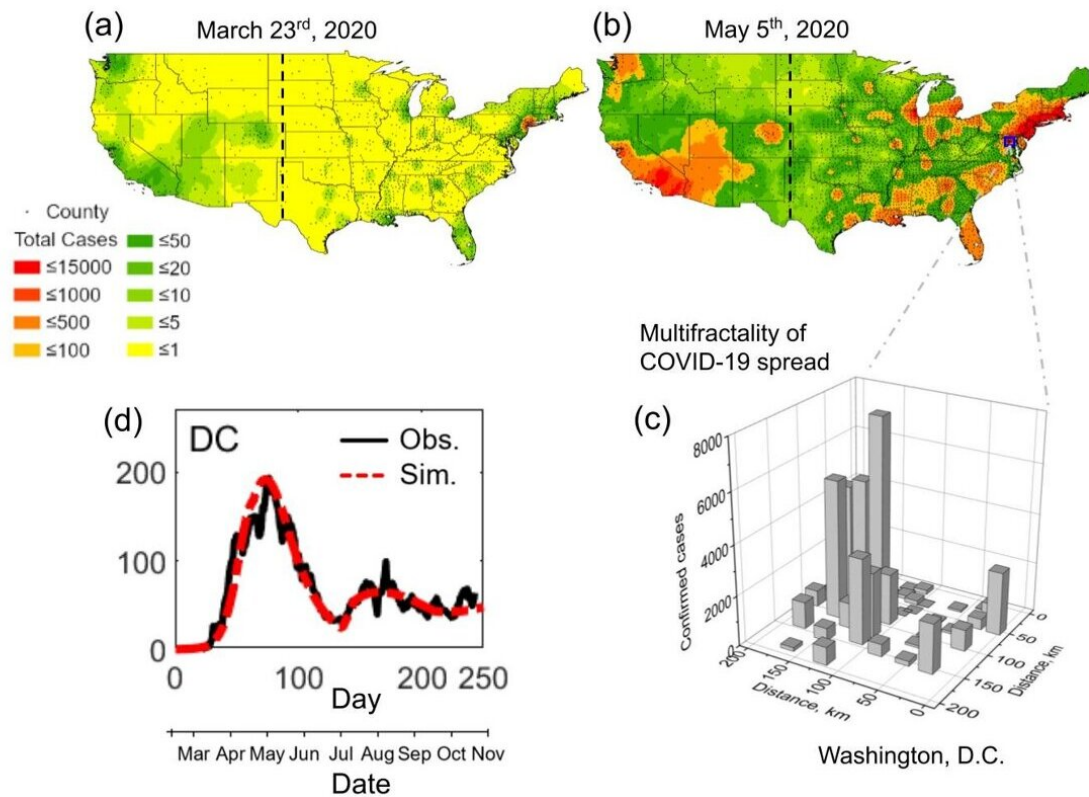 (a)
March 23rd, 2020
(b)
May 5th, 2020
County
Total Cases
≤15000
≤1000
≤500
≤100
≤50
≤20
≤10
≤5
≤1
Multifractality of
COVID-19 spread
(c)
8000
6000
4000
2000
0
Confirmed cases
200
150
100
50
0
Distance, km
0
50
100
150
200
Distance, km
Washington, D.C.
(d)
DC
Obs.
Sim.
200
100
0
0
100
200
250
Day
Mar Apr May Jun Jul Aug Sep Oct Nov
Date